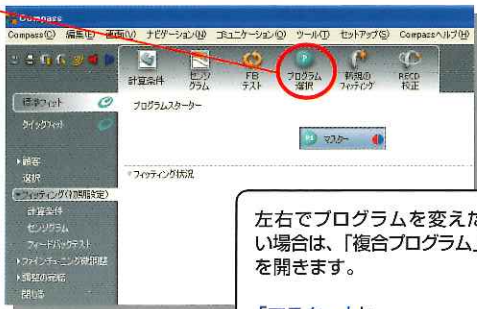 Compass
Compass(C) 編集(E) 画面(V) ナビゲーション(N) コミュニケーション(Q) ツール(T) セットアップ(S) Compassヘルプ(H)
計算条件 センソグラム FBテスト プログラム選択 新規のフィッティング RECD校正
標準フィット
プログラムスターター
クイックフィット
P1 マスター
顧客
選択
フィッティング状況
フィッティング(初期設定)
計算条件
センソグラム
フィードバックテスト
ファインチューニング(微調整)
調整の完結
閉じる
左右でプログラムを変えた
い場合は、「複合プログラム」
を開きます。